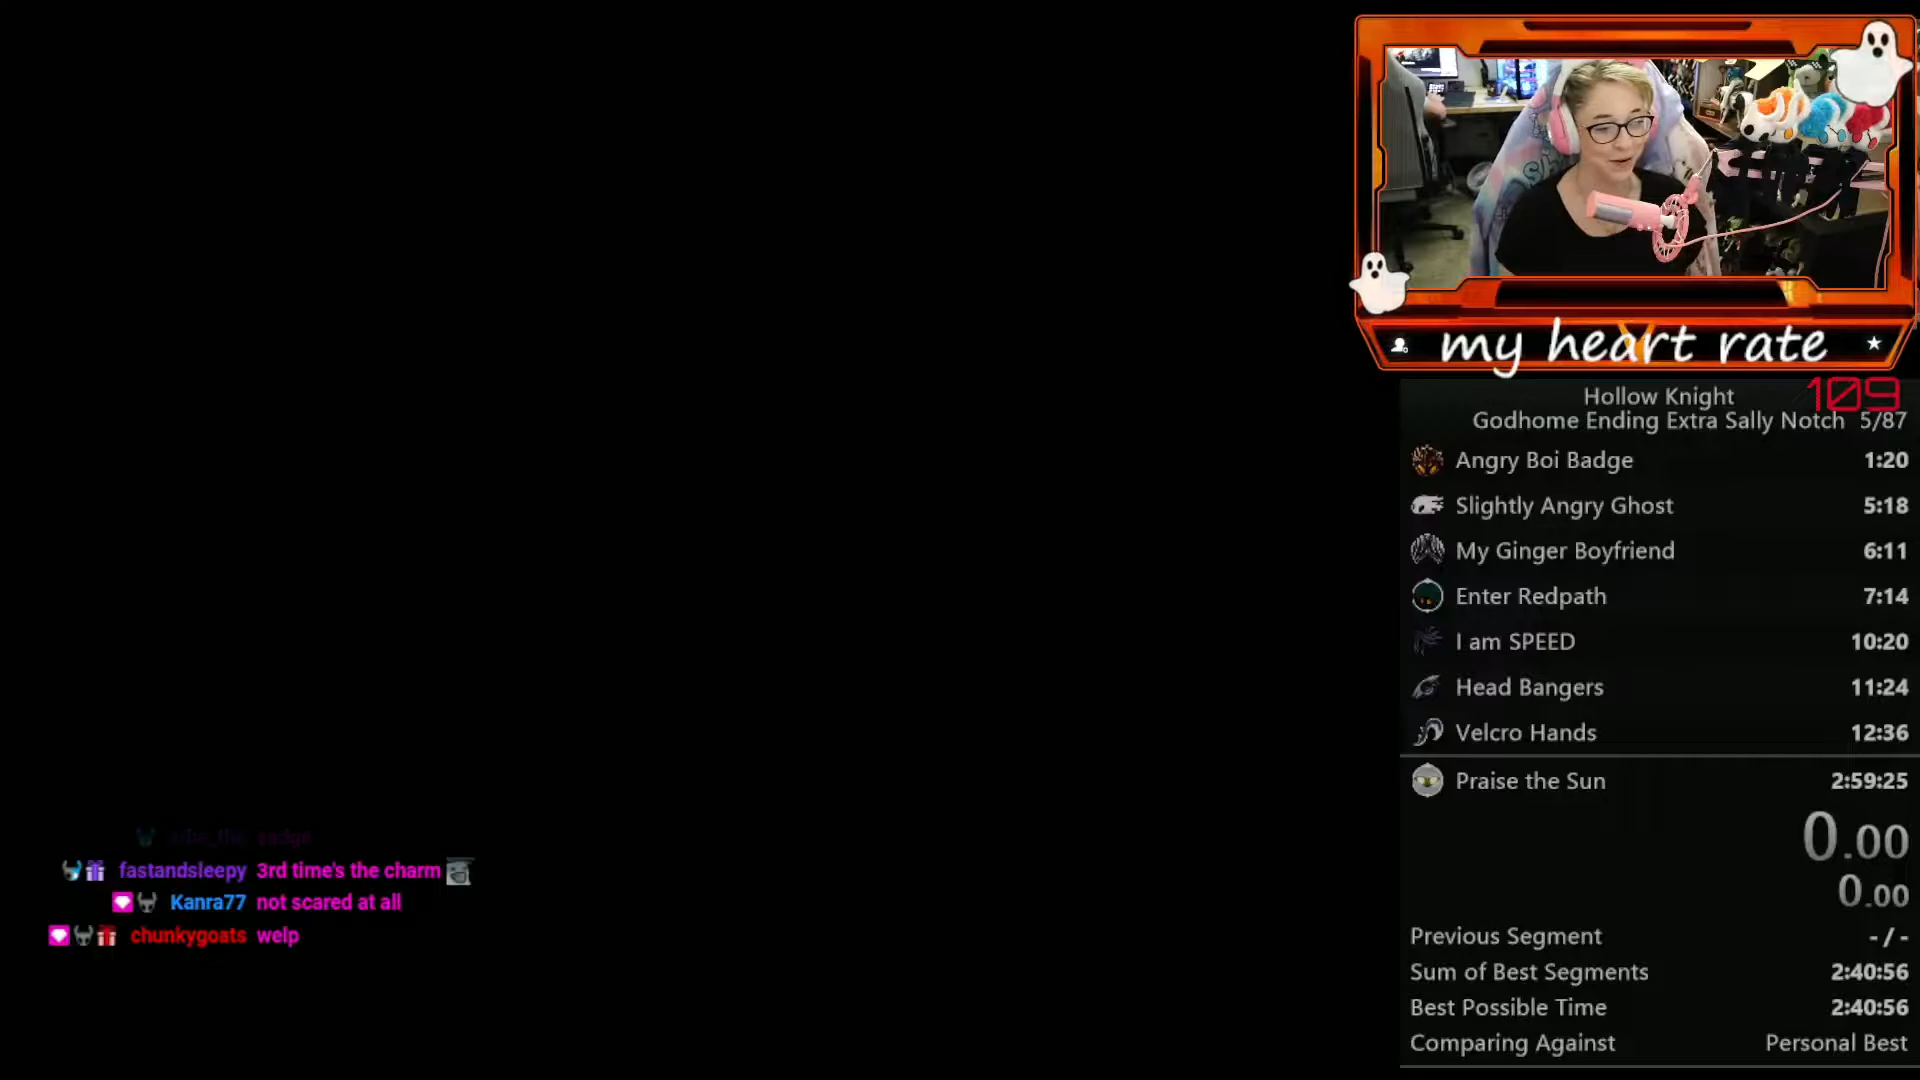 my heart rate
109
Hollow Knight
Godhome Ending Extra Sally Notch 5/87
Angry Boi Badge 1:20
Slightly Angry Ghost 5:18
My Ginger Boyfriend 6:11
Enter Redpath 7:14
I am SPEED 10:20
Head Bangers 11:24
Velcro Hands 12:36
Praise the Sun 2:59:25
0.00
0.00
Previous Segment - / -
Sum of Best Segments 2:40:56
Best Possible Time 2:40:56
Comparing Against Personal Best
sadge
fastandsleepy 3rd time's the charm
Kanra77 not scared at all
chunkygoats welp